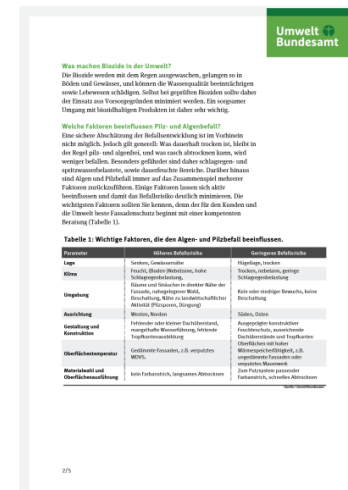 Umwelt
Bundesamt
Was machen Biozide in der Umwelt?
Die Biozide werden mit dem Regen ausgewaschen, gelangen so in
Böden und Gewässer, und können die Wasserqualität beeinträchtigen
sowie Lebewesen schädigen. Selbst bei geprüften Bioziden sollte daher
der Einsatz aus Vorsorgegründen minimiert werden. Ein sorgsamer
Umgang mit biozidhaltigen Produkten ist daher sehr wichtig.
Welche Faktoren beeinflussen Pilz- und Algenbefall?
Eine sichere Abschätzung der Befallsentwicklung ist im Vorhinein
nicht möglich. Jedoch gilt generell: Was dauerhaft trocken ist, bleibt in
der Regel pilz- und algenfrei, und was rasch abtrocknen kann, wird
weniger befallen. Besonders gefährdet sind daher schlagregen- und
spritzwasserbelastete, sowie dauerfeuchte Bereiche. Darüber hinaus
sind Algen und Pilzbefall immer auf das Zusammenspiel mehrerer
Faktoren zurückzuführen. Einige Faktoren lassen sich aktiv
beeinflussen und damit das Befallsrisiko deutlich minimieren. Die
wichtigsten Faktoren sollten Sie kennen, denn der für den Kunden und
die Umwelt beste Fassadenschutz beginnt mit einer kompetenten
Beratung (Tabelle 1).
Tabelle 1: Wichtige Faktoren, die den Algen- und Pilzbefall beeinflussen.
Parameter Höheres Befallsrisiko Geringeres Befallsrisiko
Lage Senken, Gewässernähe Hügellage, trocken
Klima Feucht, (Boden-)Nebelzone, hohe Schlagregenbelastung, Trocken, nebelarm, geringe Schlagregenbelastung
Umgebung Bäume und Sträucher in direkter Nähe der Fassade, nahegelegener Wald, Beschattung, Nähe zu landwirtschaftlicher Aktivität (Pilzsporen, Düngung) Kein oder niedriger Bewuchs, keine Beschattung
Ausrichtung Westen, Norden Süden, Osten
Gestaltung und Konstruktion Fehlender oder kleiner Dachüberstand, mangelhafte Wasserführung, fehlende Tropfkantenausbildung Ausgeprägter konstruktiver Feuchteschutz, ausreichende Dachüberstände und Tropfkanten
Oberflächentemperatur Gedämmte Fassaden, z.B. verputztes WDVS. Oberflächen mit hoher Wärmespeicherfähigkeit, z.B. ungedämmte Fassaden oder verputztes Mauerwerk
Materialwahl und Oberflächenausführung kein Farbanstrich, langsames Abtrocknen Zum Putzsystem passender Farbanstrich, schnelles Abtrocknen
2/5